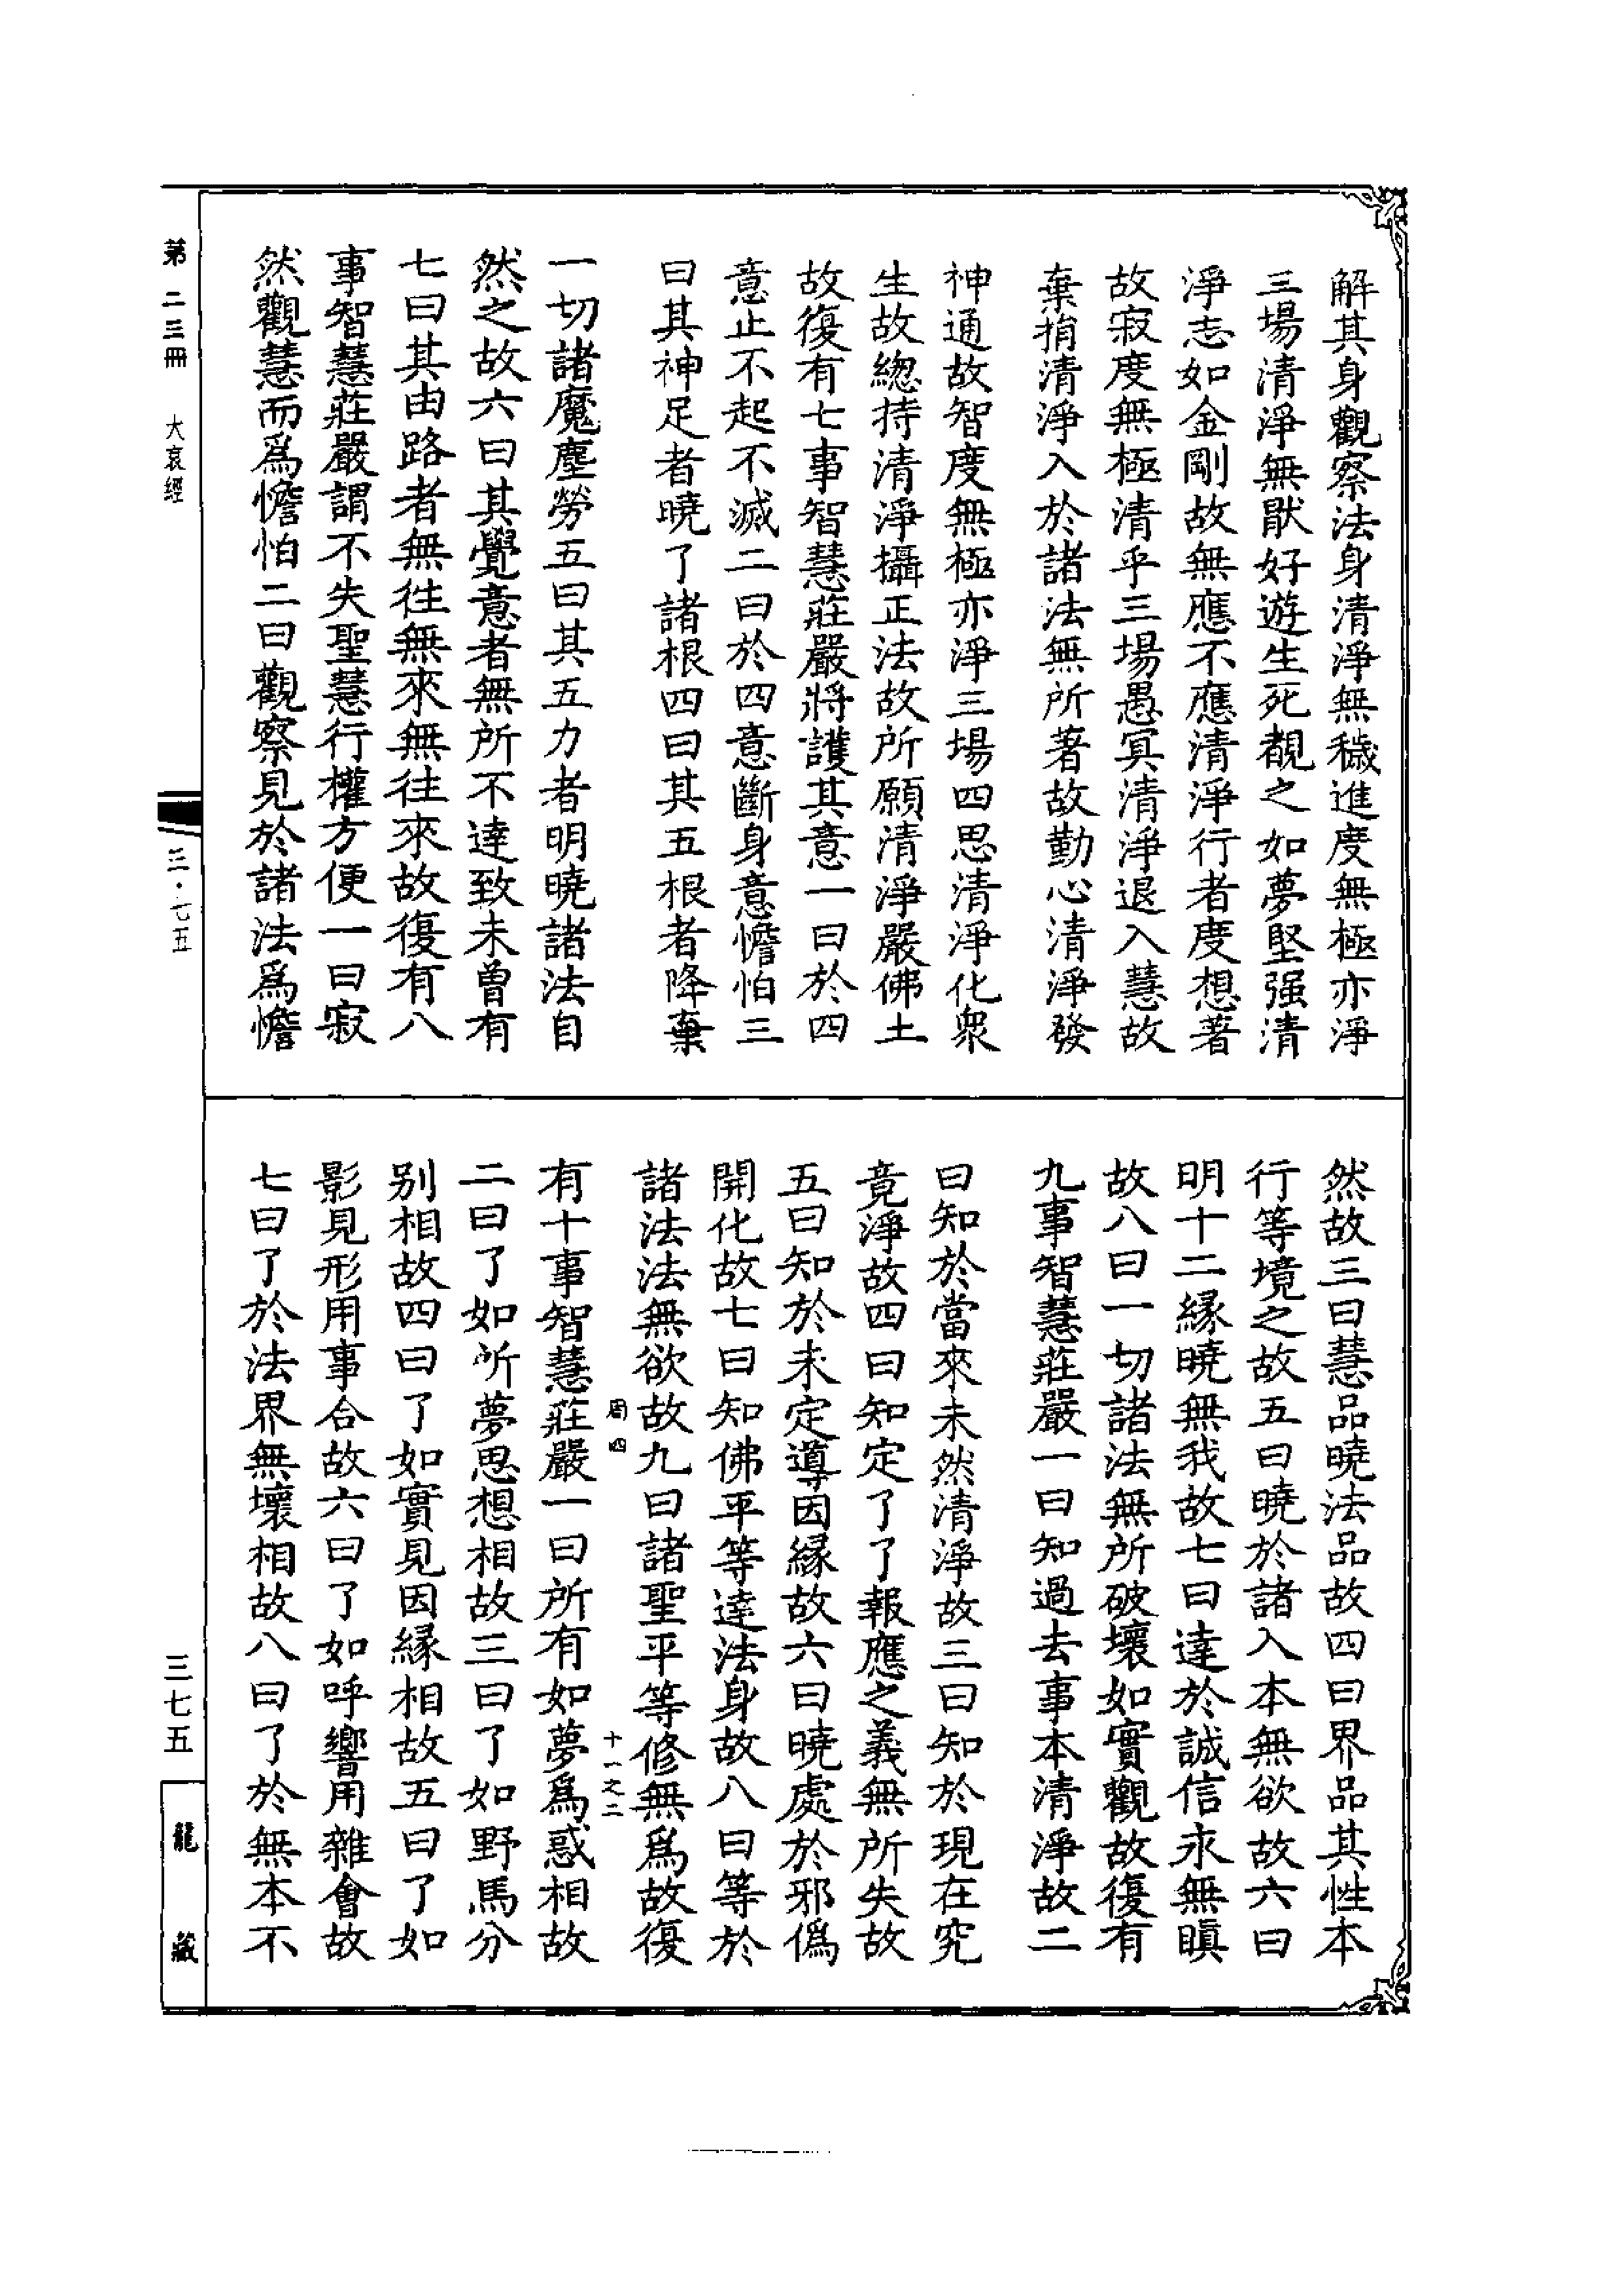 解其身觀察法身清淨無穢進度無極亦淨
三場清淨無猒好遊生死覩之如夢堅强清
淨志如金剛故無應不應清淨行者度想著
故寂度無極清乎三場愚冥清淨退入慧故
棄捐清淨入於諸法無所著故勤心清淨發
神通故智度無極亦淨三場四思清淨化衆
生故總持清淨攝正法故所願清淨嚴佛土
故復有七事智慧莊嚴將護其意一曰於四
意止不起不滅二曰於四意斷身意憺怕三
曰其神足者曉了諸根四曰其五根者降棄
一切諸魔塵勞五曰其五力者明曉諸法自
然之故六曰其覺意者無所不達致未曾有
七曰其由路者無往無來無往來故復有八
事智慧莊嚴謂不失聖慧行權方便一曰寂
然觀慧而爲憺怕二曰觀察見於諸法爲憺
然故三曰慧品曉法品故四曰界品其性本
行等境之故五曰曉於諸入本無欲故六曰
明十二緣曉無我故七曰達於誠信永無瞋
故八曰一切諸法無所破壞如實觀故復有
九事智慧莊嚴一曰知過去事本清淨故二
曰知於當來未然清淨故三曰知於現在究
竟淨故四曰知定了了報應之義無所失故
五曰知於未定導因緣故六曰曉處於邪僞
開化故七曰知佛平等達法身故八曰等於
諸法法無欲故九曰諸聖平等修無爲故復
周四 十一之二
有十事智慧莊嚴一曰所有如夢爲惑相故
二曰了如所夢思想相故三曰了如野馬分
别相故四曰了如實見因緣相故五曰了如
影見形用事合故六曰了如呼響用雜會故
七曰了於法界無壞相故八曰了於無本不
第二三冊 大哀經 三·七五 三七五 龍藏